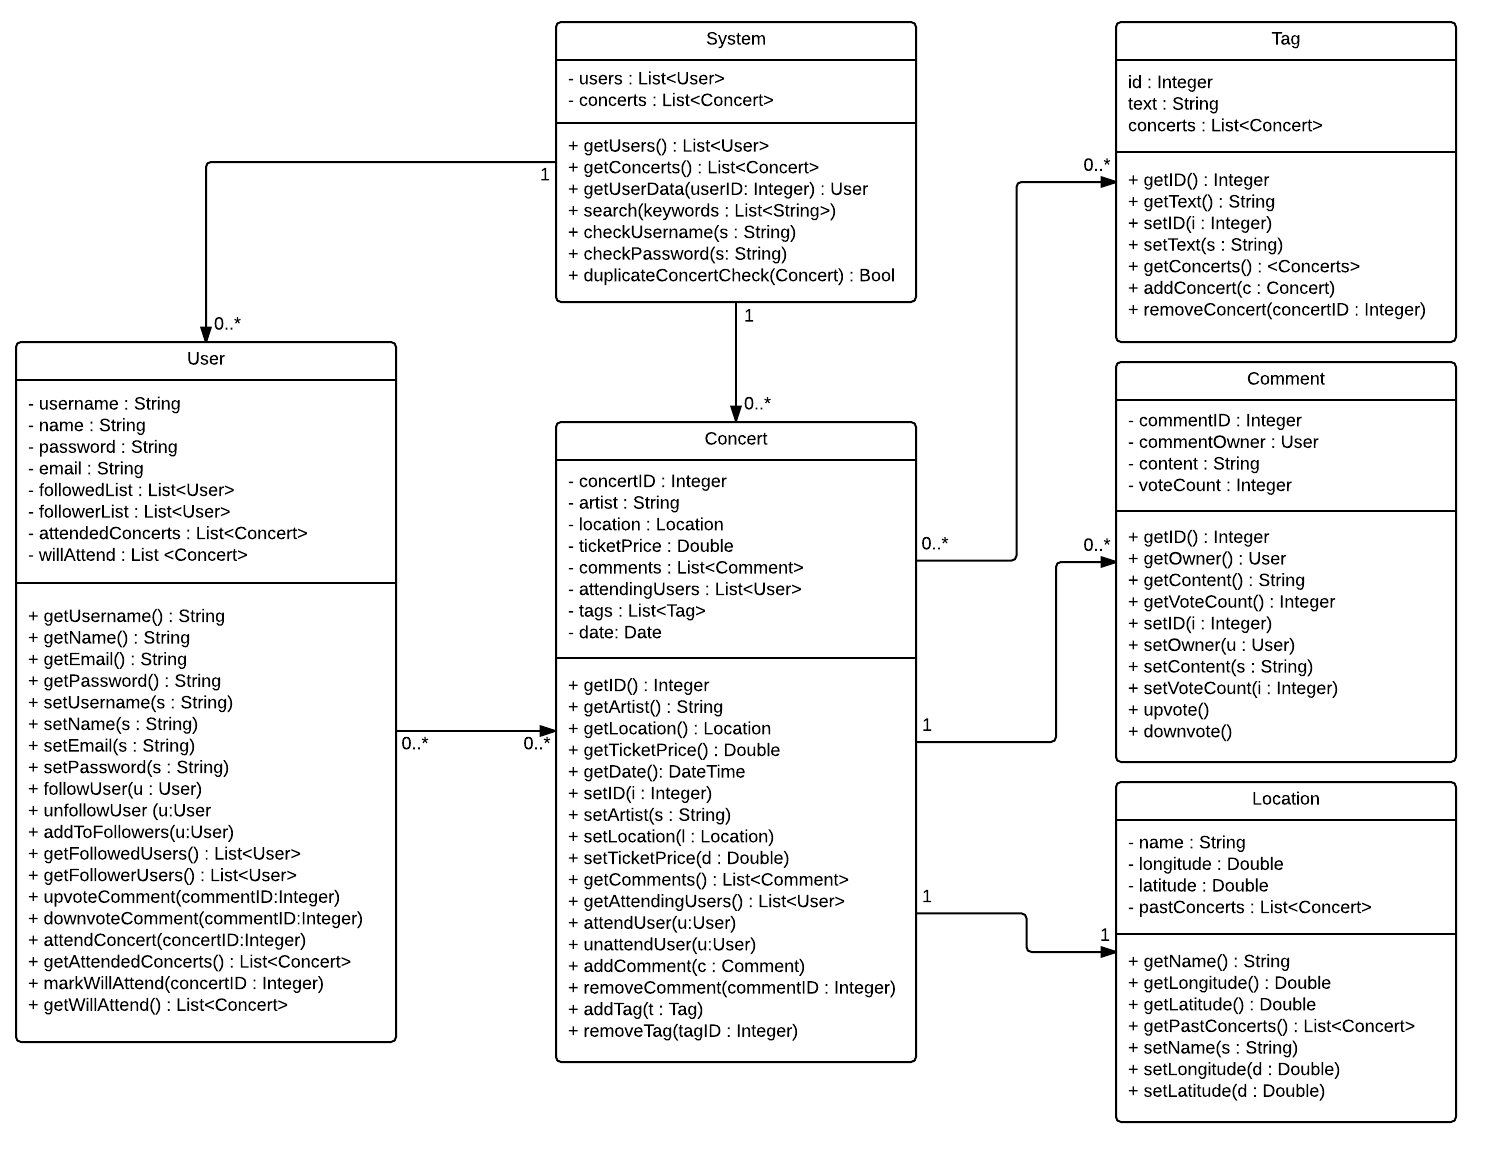 System
- users : List<User>
- concerts : List<Concert>
+ getUsers() : List<User>
+ getConcerts() : List<Concert>
+ getUserData(userID: Integer) : User
+ search(keywords : List<String>)
+ checkUsername(s : String)
+ checkPassword(s: String)
+ duplicateConcertCheck(Concert) : Bool
1
0..*
1
0..*
User
- username : String
- name : String
- password : String
- email : String
- followedList : List<User>
- followerList : List<User>
- attendedConcerts : List<Concert>
- willAttend : List <Concert>
+ getUsername() : String
+ getName() : String
+ getEmail() : String
+ getPassword() : String
+ setUsername(s : String)
+ setName(s : String)
+ setEmail(s : String)
+ setPassword(s : String)
+ followUser(u : User)
+ unfollowUser (u:User
+ addToFollowers(u:User)
+ getFollowedUsers() : List<User>
+ getFollowerUsers() : List<User>
+ upvoteComment(commentID:Integer)
+ downvoteComment(commentID:Integer)
+ attendConcert(concertID:Integer)
+ getAttendedConcerts() : List<Concert>
+ markWillAttend(concertID : Integer)
+ getWillAttend() : List<Concert>
0..*
0..*
Concert
- concertID : Integer
- artist : String
- location : Location
- ticketPrice : Double
- comments : List<Comment>
- attendingUsers : List<User>
- tags : List<Tag>
- date: Date
+ getID() : Integer
+ getArtist() : String
+ getLocation() : Location
+ getTicketPrice() : Double
+ getDate(): DateTime
+ setID(i : Integer)
+ setArtist(s : String)
+ setLocation(l : Location)
+ setTicketPrice(d : Double)
+ getComments() : List<Comment>
+ getAttendingUsers() : List<User>
+ attendUser(u:User)
+ unattendUser(u:User)
+ addComment(c : Comment)
+ removeComment(commentID : Integer)
+ addTag(t : Tag)
+ removeTag(tagID : Integer)
0..*
0..*
1
0..*
1
1
Tag
id : Integer
text : String
concerts : List<Concert>
+ getID() : Integer
+ getText() : String
+ setID(i : Integer)
+ setText(s : String)
+ getConcerts() : <Concerts>
+ addConcert(c : Concert)
+ removeConcert(concertID : Integer)
Comment
- commentID : Integer
- commentOwner : User
- content : String
- voteCount : Integer
+ getID() : Integer
+ getOwner() : User
+ getContent() : String
+ getVoteCount() : Integer
+ setID(i : Integer)
+ setOwner(u : User)
+ setContent(s : String)
+ setVoteCount(i : Integer)
+ upvote()
+ downvote()
Location
- name : String
- longitude : Double
- latitude : Double
- pastConcerts : List<Concert>
+ getName() : String
+ getLongitude() : Double
+ getLatitude() : Double
+ getPastConcerts() : List<Concert>
+ setName(s : String)
+ setLongitude(d : Double)
+ setLatitude(d : Double)